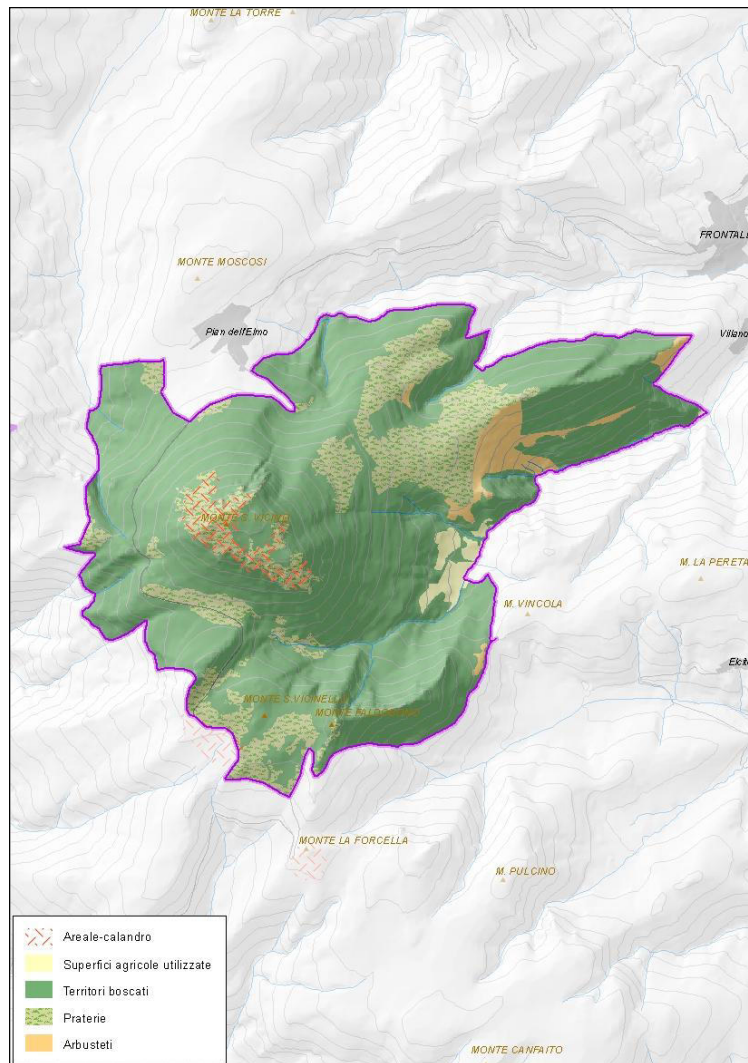 MONTE LA TORRE
FRONTALE
MONTE MOSCOSI
Pian dell'Elmo
MONTE S. VICINO
M. LA PERETA
M. VINCOLA
MONTE S.VICINELLO
MONTE LA FORCELLA
M. PULCINO
Areale-calandro
Superfici agricole utilizzate
Territori boscati
Praterie
Arbusteti
MONTE CANFAITO